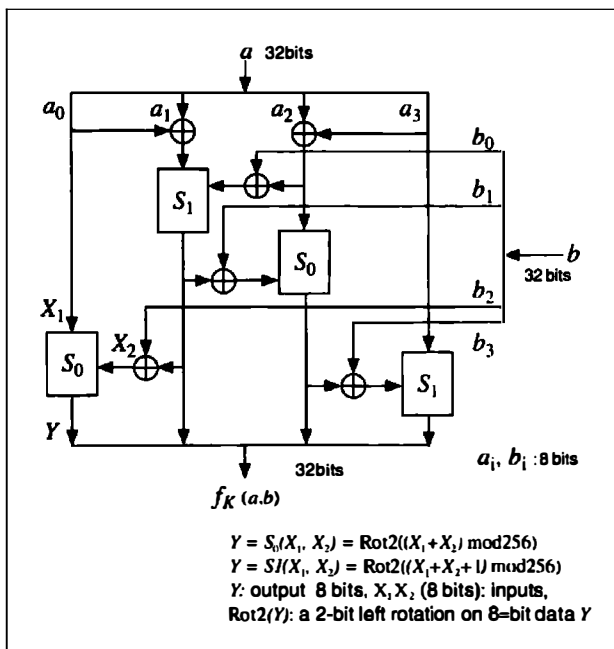 a 32bits
a0 a1 a2 a3
b0
S1
b1
S0
b
32 bits
b2
X1
X2
b3
S0
S1
Y
32bits
ai, bi : 8 bits
fK (a.b)
Y = S0(X1, X2) = Rot2((X1+X2) mod256)
Y = S1(X1, X2) = Rot2((X1+X2+1) mod256)
Y: output 8 bits, X1X2 (8 bits): inputs,
Rot2(Y): a 2-bit left rotation on 8=bit data Y